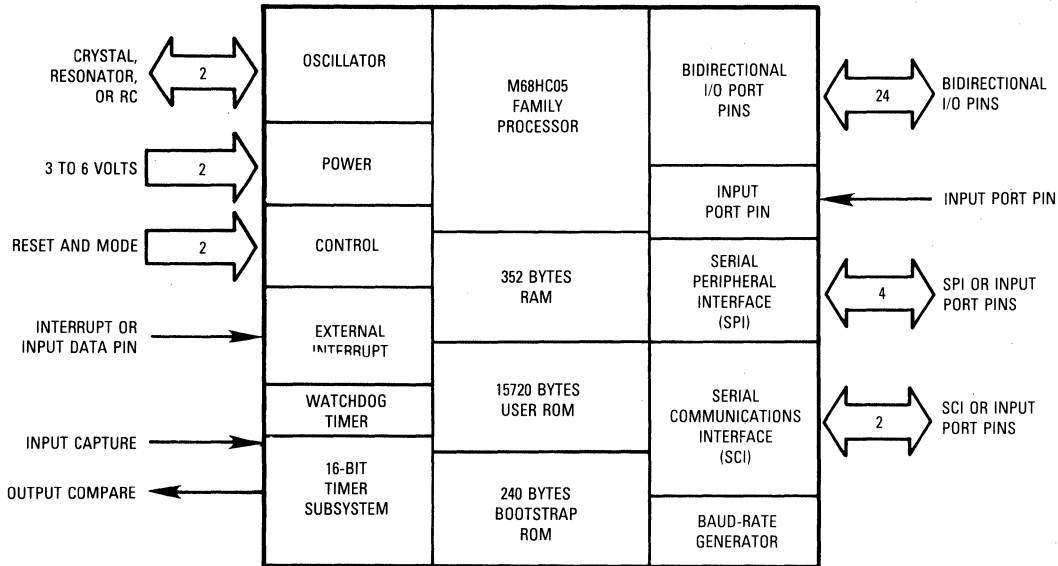 CRYSTAL,
RESONATOR,
OR RC
2
3 TO 6 VOLTS
2
RESET AND MODE
2
INTERRUPT OR
INPUT DATA PIN
INPUT CAPTURE
OUTPUT COMPARE
OSCILLATOR
POWER
CONTROL
EXTERNAL
INTERRUPT
WATCHDOG
TIMER
16-BIT
TIMER
SUBSYSTEM
M68HC05
FAMILY
PROCESSOR
352 BYTES
RAM
15720 BYTES
USER ROM
240 BYTES
BOOTSTRAP
ROM
BIDIRECTIONAL
I/O PORT
PINS
INPUT
PORT PIN
SERIAL
PERIPHERAL
INTERFACE
(SPI)
SERIAL
COMMUNICATIONS
INTERFACE
(SCI)
BAUD-RATE
GENERATOR
24
BIDIRECTIONAL
I/O PINS
INPUT PORT PIN
4
SPI OR INPUT
PORT PINS
2
SCI OR INPUT
PORT PINS